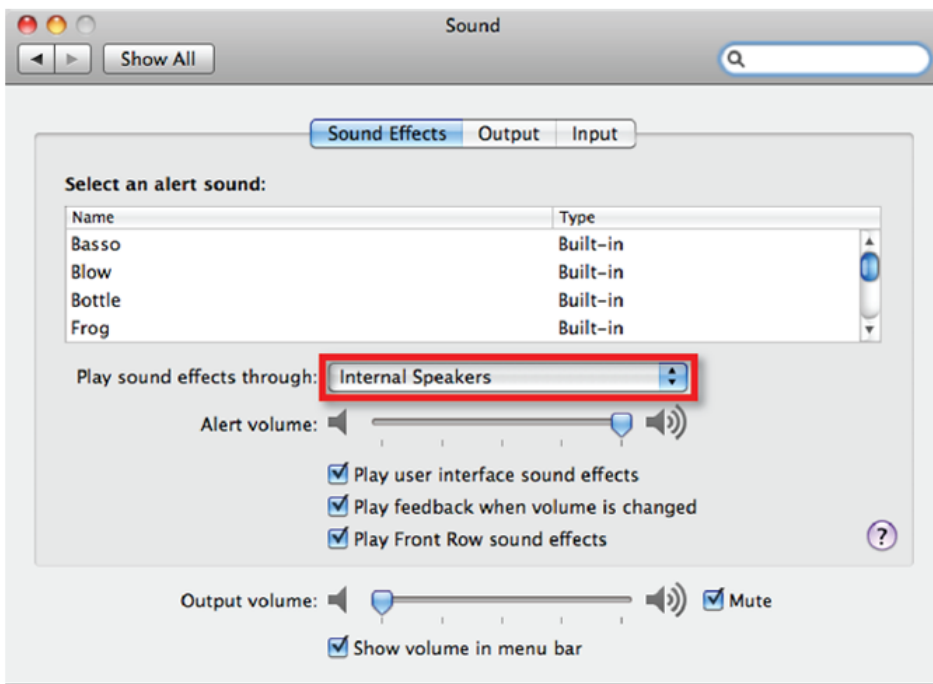 Sound
Show All
Sound Effects Output Input
Select an alert sound:
Name Type
Basso Built-in
Blow Built-in
Bottle Built-in
Frog Built-in
Play sound effects through: Internal Speakers
Alert volume:
Play user interface sound effects
Play feedback when volume is changed
Play Front Row sound effects
?
Output volume: Mute
Show volume in menu bar